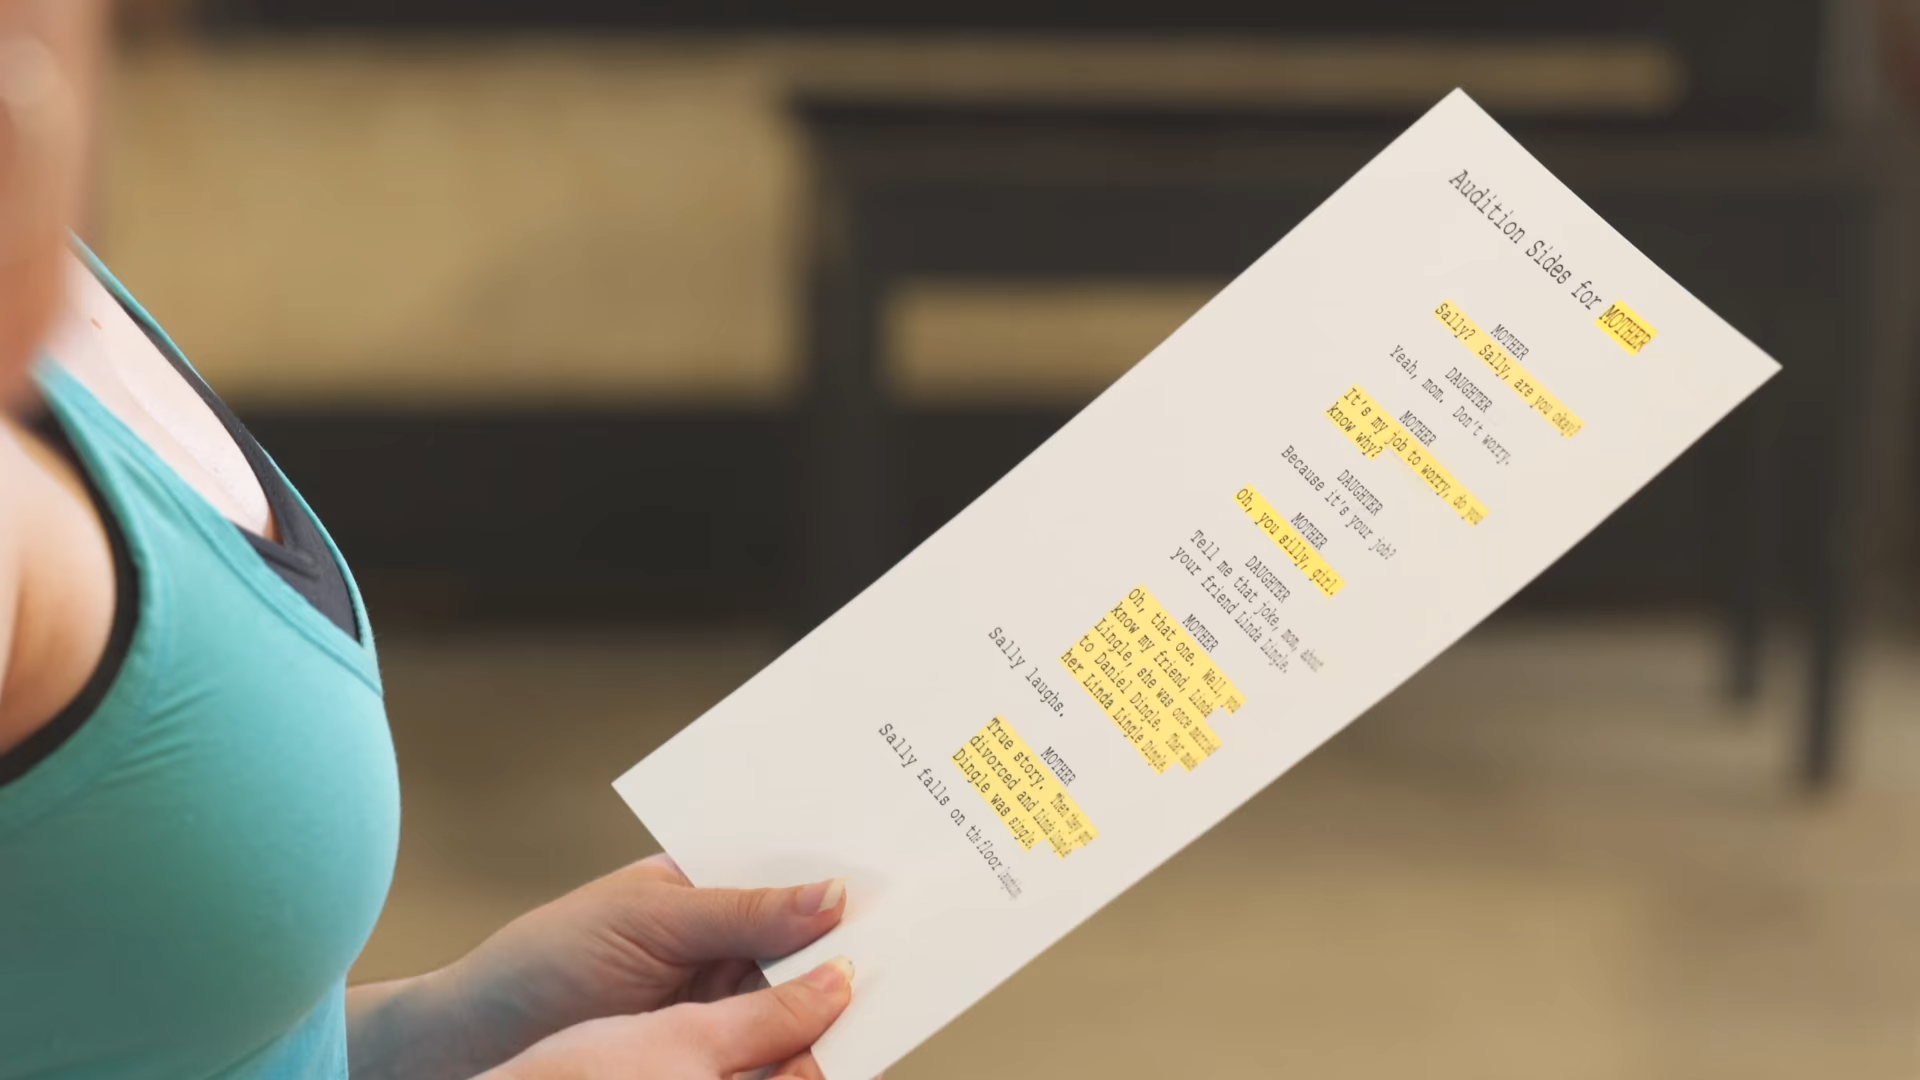 Audition Sides for MOTHER
MOTHER
Sally? Sally, are you okay?
DAUGHTER
Yeah, mom. Don't worry.
MOTHER
It's my job to worry, do you
know why?
DAUGHTER
Because it's your job?
MOTHER
Oh, you silly, girl.
DAUGHTER
Tell me that joke, mom, about
your friend Linda Lingle.
MOTHER
Oh, that one. Well, you
know my friend, Linda
Lingle, she was once married
to Daniel Dingle. That made
her Linda Lingle Dingle.
Sally laughs.
MOTHER
True story. Then they got
divorced and Linda Lingle
Dingle was single.
Sally falls on the floor laughing.